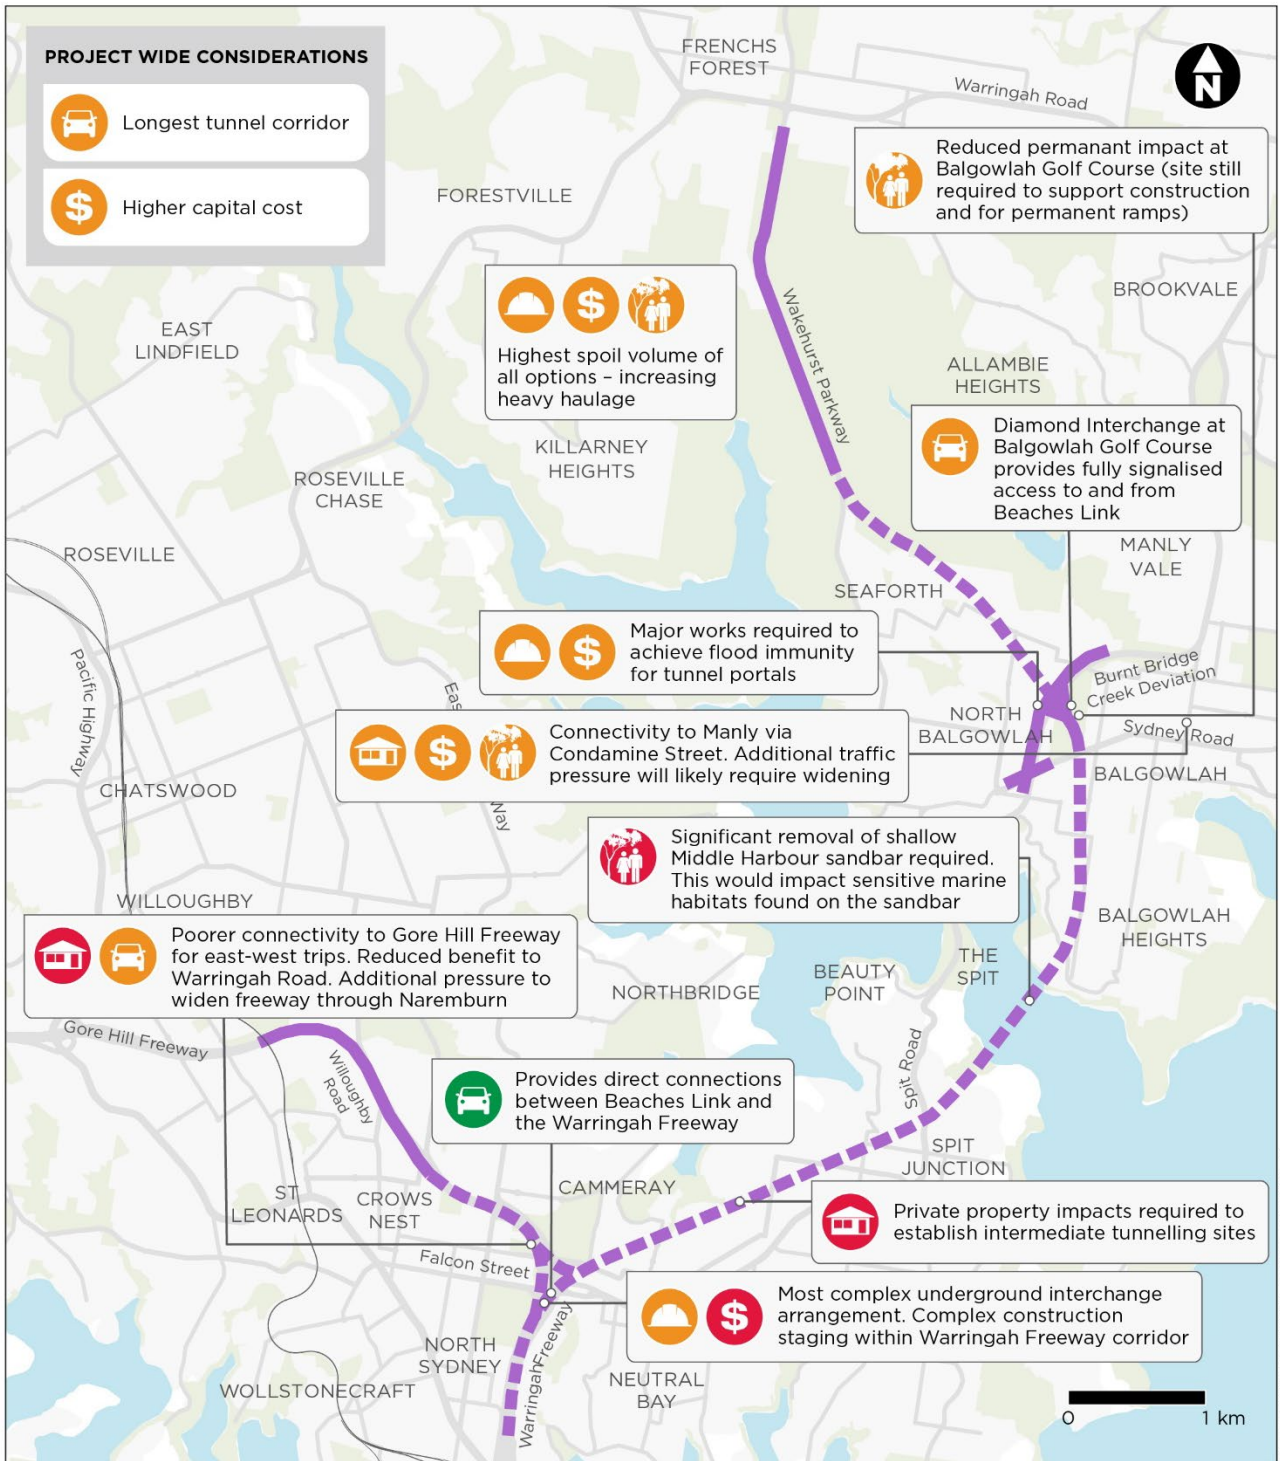 PROJECT WIDE CONSIDERATIONS
Longest tunnel corridor
$
Higher capital cost
FRENCHS
FOREST
Warringah Road
N
Reduced permanant impact at
Balgowlah Golf Course (site still
required to support construction
and for permanent ramps)
FORESTVILLE
BROOKVALE
EAST
LINDFIELD
$
Highest spoil volume of
all options – increasing
heavy haulage
Wakehurst Parkway
ALLAMBIE
HEIGHTS
Diamond Interchange at
Balgowlah Golf Course
provides fully signalised
access to and from
Beaches Link
KILLARNEY
HEIGHTS
ROSEVILLE
CHASE
ROSEVILLE
MANLY
VALE
SEAFORTH
$
Major works required to
achieve flood immunity
for tunnel portals
Pacific Highway
Eas
Way
Burnt Bridge
Creek Deviation
NORTH
BALGOWLAH
Sydney Road
$
Connectivity to Manly via
Condamine Street. Additional traffic
pressure will likely require widening
BALGOWLAH
CHATSWOOD
Significant removal of shallow
Middle Harbour sandbar required.
This would impact sensitive marine
habitats found on the sandbar
WILLOUGHBY
BALGOWLAH
HEIGHTS
Poorer connectivity to Gore Hill Freeway
for east-west trips. Reduced benefit to
Warringah Road. Additional pressure to
widen freeway through Naremburn
THE
SPIT
BEAUTY
POINT
NORTHBRIDGE
Gore Hill Freeway
Willoughby
Road
Spit Road
Provides direct connections
between Beaches Link and
the Warringah Freeway
SPIT
JUNCTION
CAMMERAY
ST
LEONARDS
CROWS
NEST
Private property impacts required to
establish intermediate tunnelling sites
Falcon Street
$
Most complex underground interchange
arrangement. Complex construction
staging within Warringah Freeway corridor
NORTH
SYDNEY
Warringah Freeway
WOLLSTONECRAFT
NEUTRAL
BAY
0
1 km